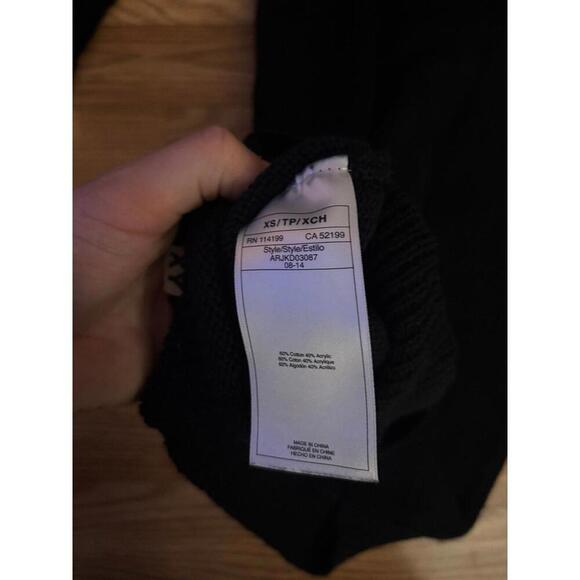 XS/TP/XCH
RN 114199 CA 52199
Style/Style/Estilo
ARJKD03087
08-14
60% Cotton 40% Acrylic
60% Coton 40% Acrylique
60% Algodón 40% Acrílico
MADE IN CHINA
FABRIQUÉ EN CHINE
HECHO EN CHINA